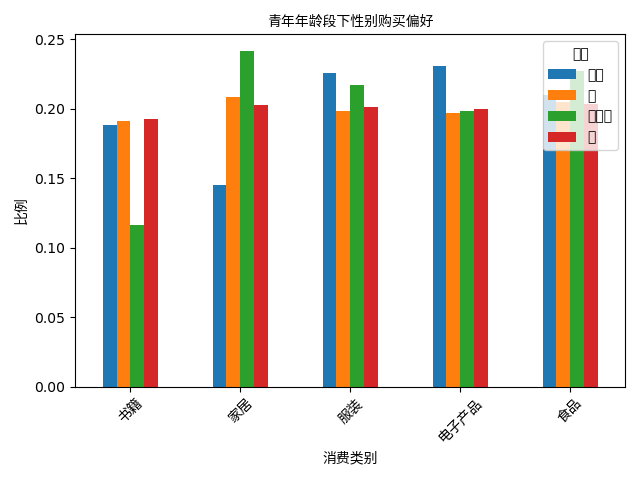 青年年龄段下性别购买偏好
0.25
0.20
0.15
0.10
0.05
0.00
比例
书籍
家居
服装
电子产品
食品
消费类别